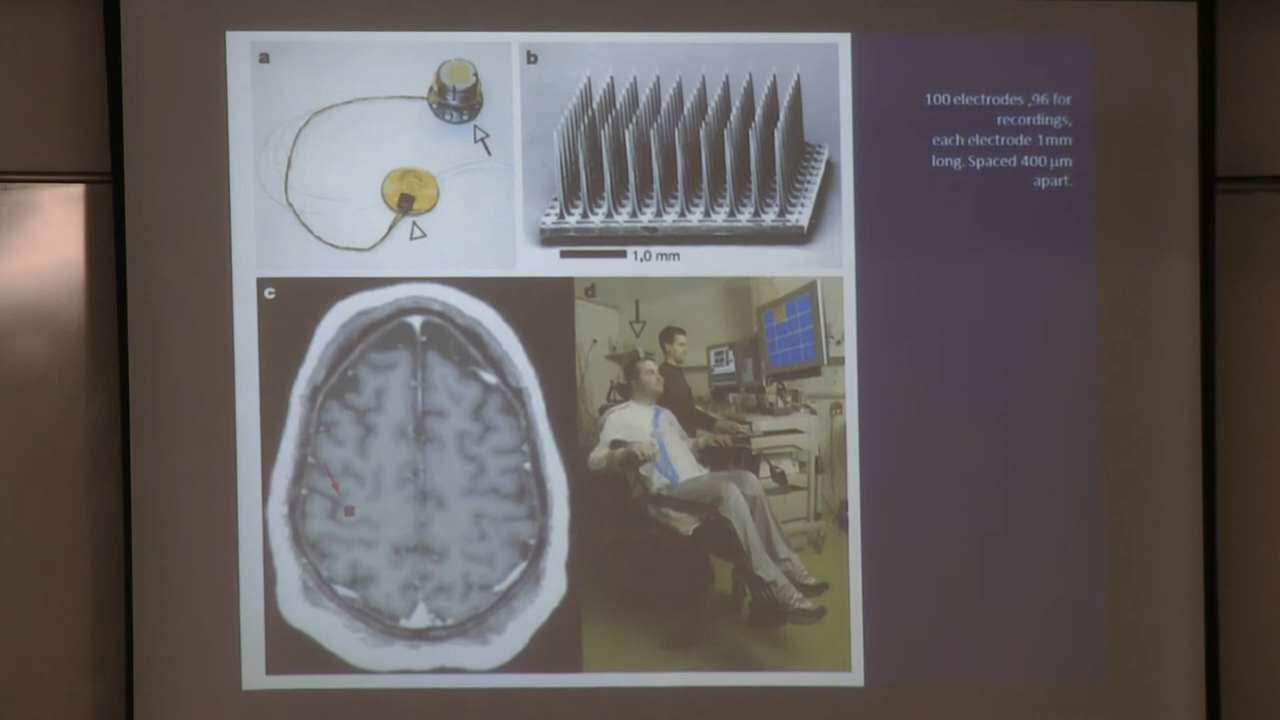 a
b
100 electrodes ,96 for
recordings,
each electrode 1mm
long. Spaced 400 µm
apart.
1,0 mm
c
d